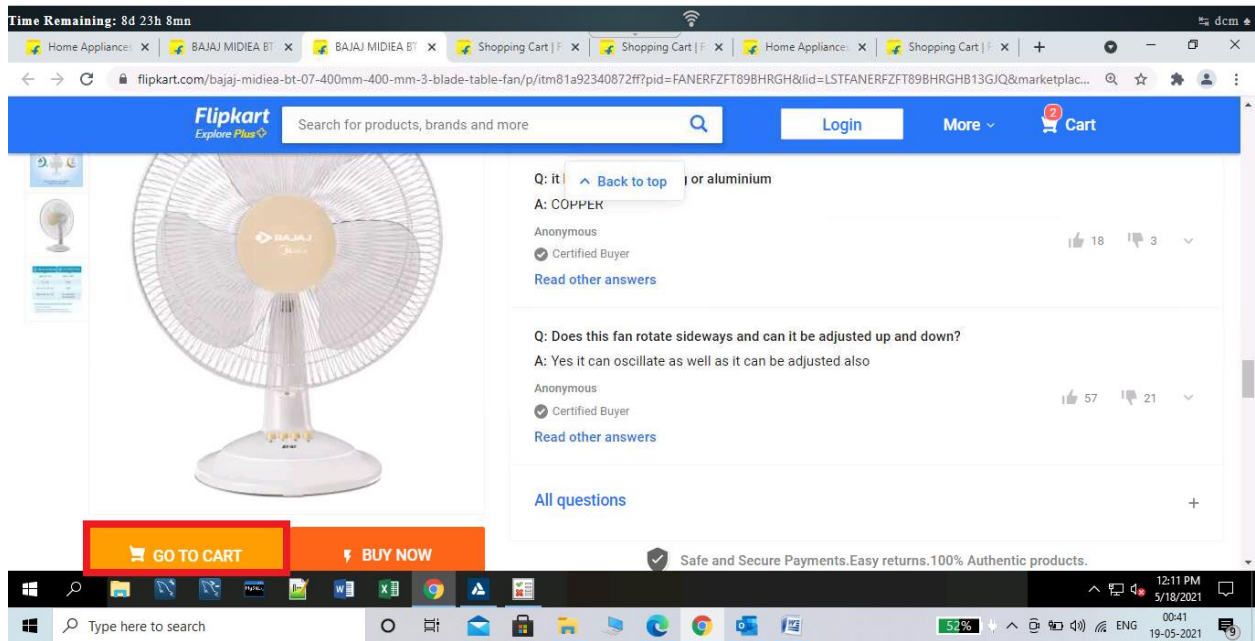 Time Remaining: 8d 23h 8mn
dcm
Home Appliances
BAJAJ MIDIEA BT
BAJAJ MIDIEA BT
Shopping Cart | F
Shopping Cart | F
Home Appliances
Shopping Cart | F
flipkart.com/bajaj-midiea-bt-07-400mm-400-mm-3-blade-table-fan/p/itm81a92340872ff?pid=FANERFZFT89BHRGH&lid=LSTFANERFZFT89BHRGHB13GJQ&marketplac...
Flipkart
Explore Plus
Search for products, brands and more
Login
More
2
Cart
Q: it
Back to top
or aluminium
A: COPPER
Anonymous
18
3
Certified Buyer
Read other answers
BAJAJ
Midiea
Q: Does this fan rotate sideways and can it be adjusted up and down?
A: Yes it can oscillate as well as it can be adjusted also
Anonymous
57
21
Certified Buyer
Read other answers
All questions
+
GO TO CART
BUY NOW
Safe and Secure Payments.Easy returns.100% Authentic products.
12:11 PM
5/18/2021
Type here to search
52%
ENG
00:41
19-05-2021
9